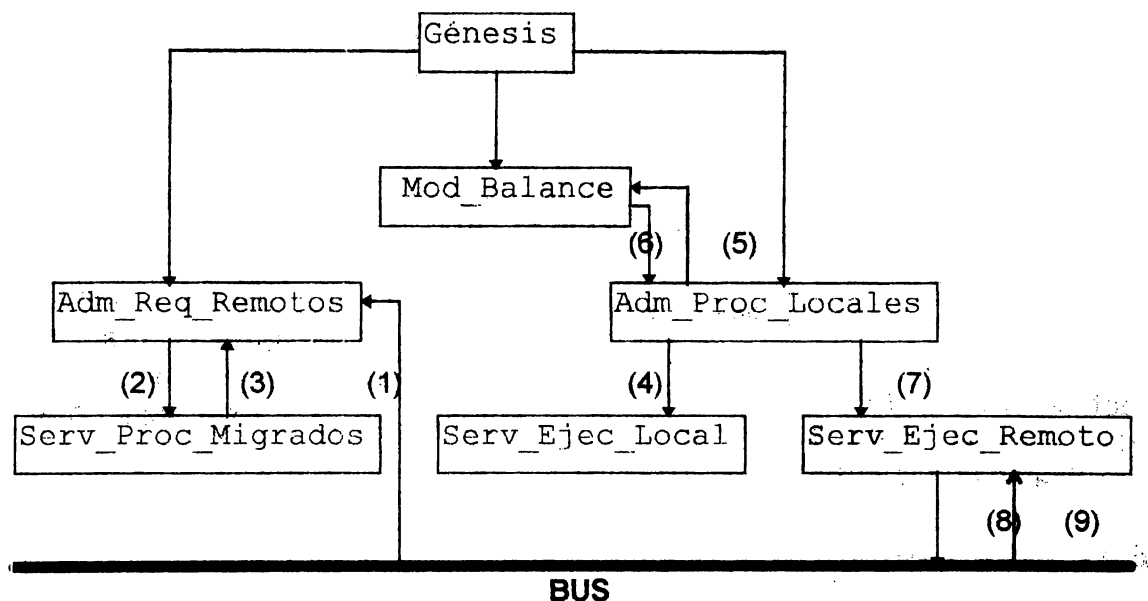 Génesis
Mod_Balance
(6) (5)
Adm_Req_Remotos Adm_Proc_Locales
(2) (3) (1) (4) (7)
Serv_Proc_Migrados Serv_Ejec_Local Serv_Ejec_Remoto
(8) (9)
BUS